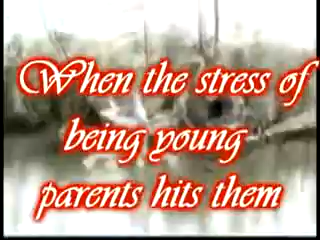 When the stress of
being young
parents hits them